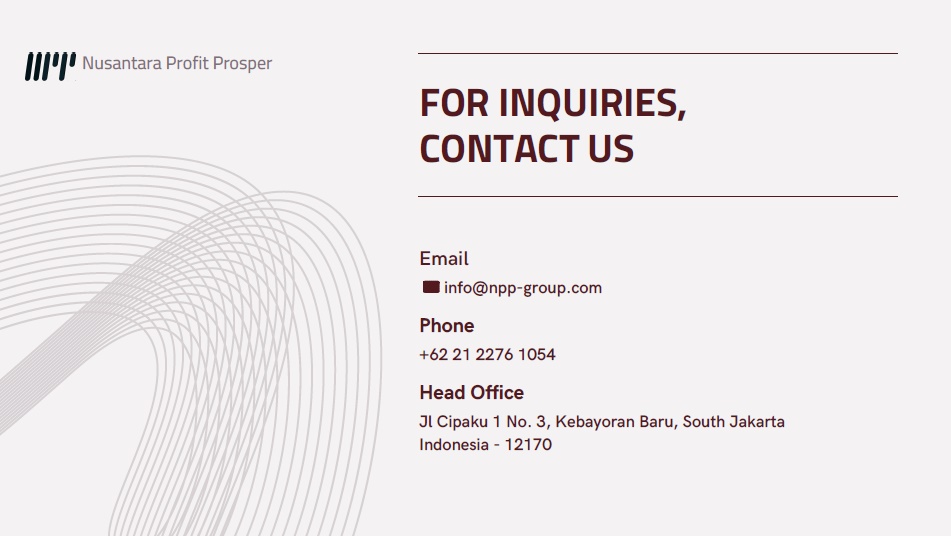 Nusantara Profit Prosper
FOR INQUIRIES,
CONTACT US
Email
info@npp-group.com
Phone
+62 21 2276 1054
Head Office
Jl Cipaku 1 No. 3, Kebayoran Baru, South Jakarta
Indonesia - 12170